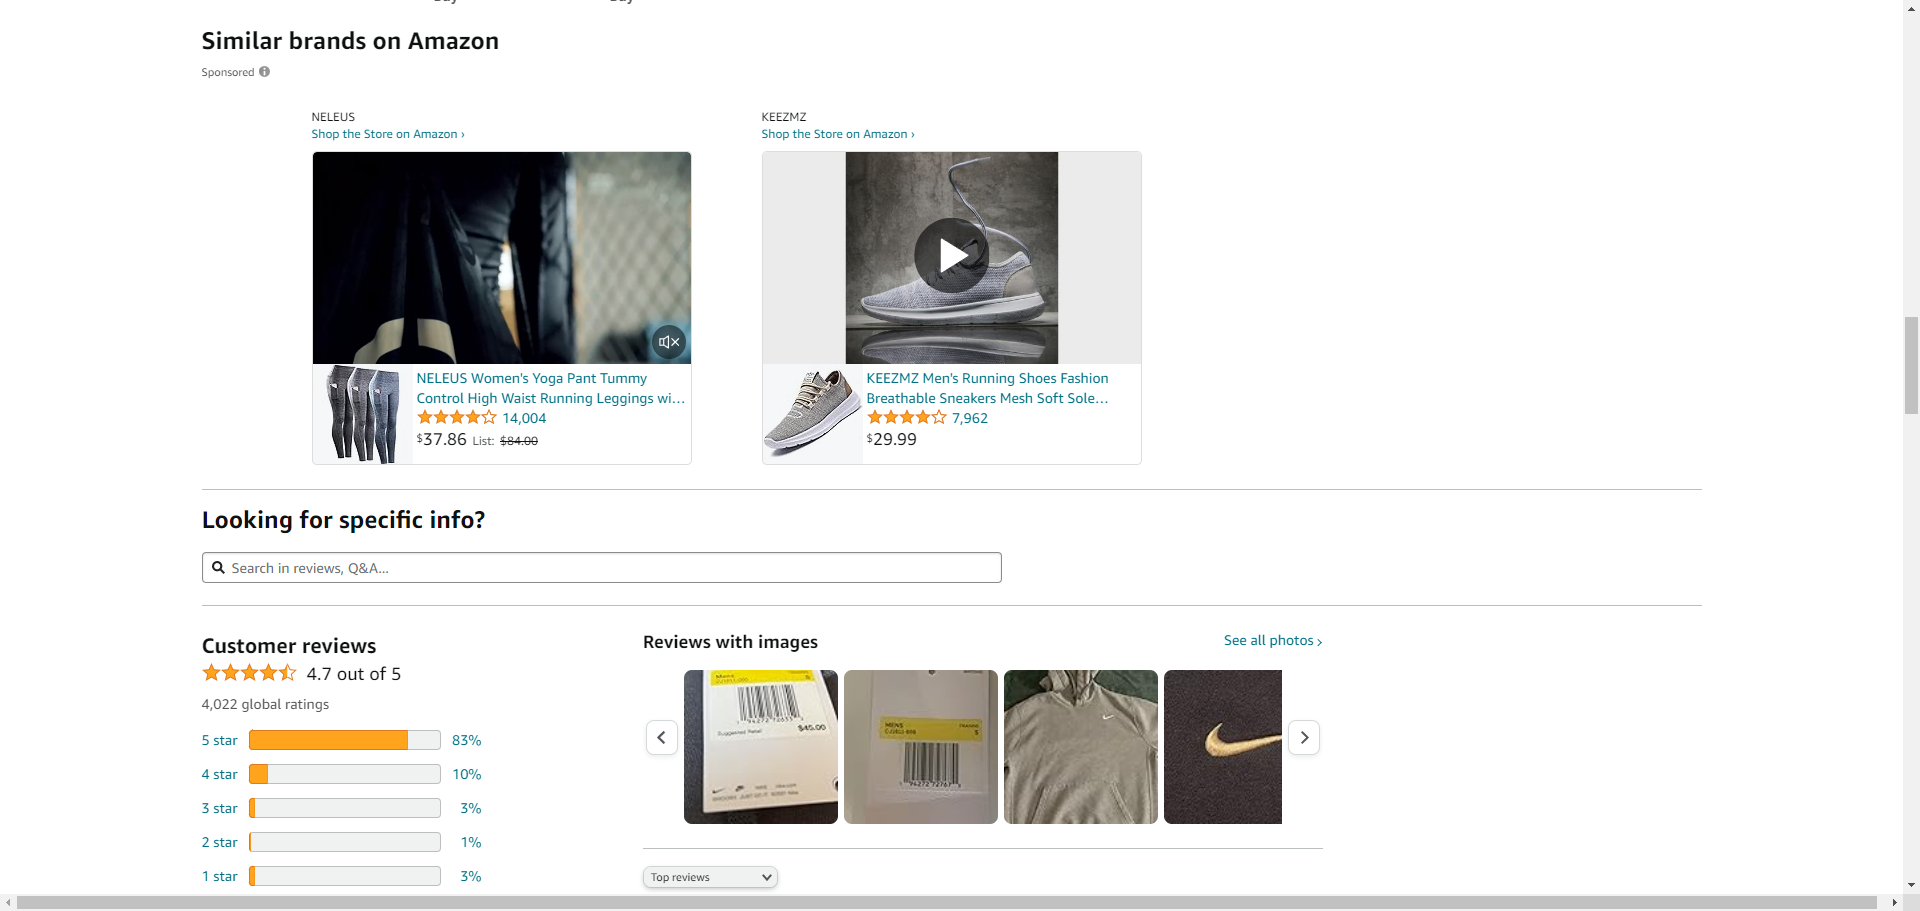 Similar brands on Amazon
Sponsored
NELEUS
Shop the Store on Amazon ›
NELEUS Women's Yoga Pant Tummy
Control High Waist Running Leggings wi…
14,004
$37.86 List: $84.00
KEEZMZ
Shop the Store on Amazon ›
KEEZMZ Men's Running Shoes Fashion
Breathable Sneakers Mesh Soft Sole…
7,962
$29.99
Looking for specific info?
Search in reviews, Q&A...
Customer reviews
4.7 out of 5
4,022 global ratings
5 star 83%
4 star 10%
3 star 3%
2 star 1%
1 star 3%
Reviews with images
See all photos ›
Mens
S
Suggested Retail
$45.00
MENS
S
Top reviews